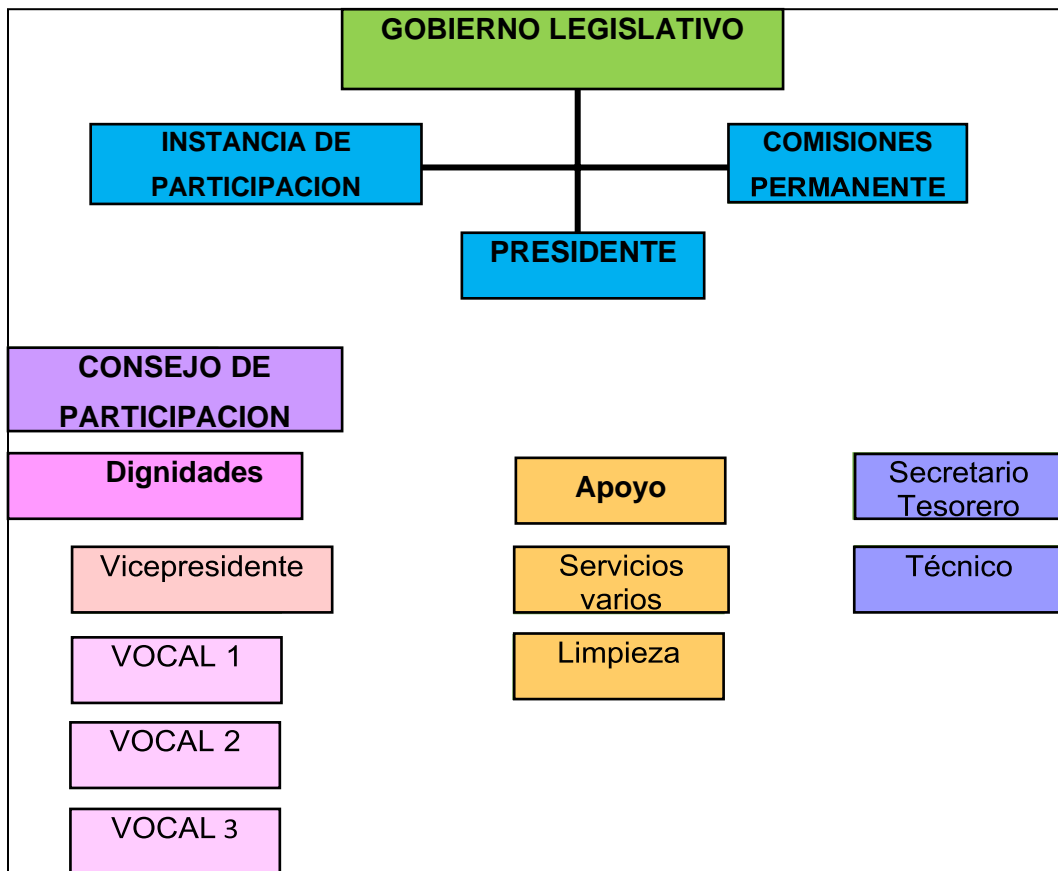 GOBIERNO LEGISLATIVO
INSTANCIA DE
PARTICIPACION
COMISIONES
PERMANENTE
PRESIDENTE
CONSEJO DE
PARTICIPACION
Dignidades
Apoyo
Secretario
Tesorero
Vicepresidente
Servicios
varios
Técnico
VOCAL 1
Limpieza
VOCAL 2
VOCAL 3